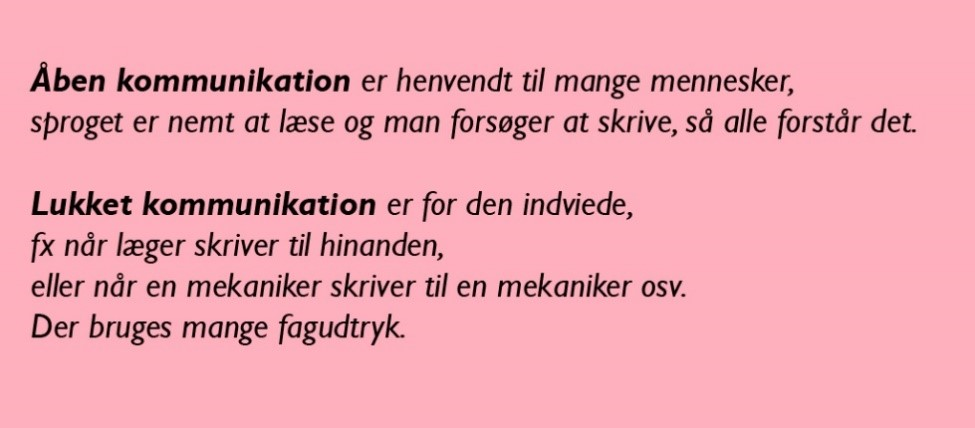 Åben kommunikation er henvendt til mange mennesker,
sproget er nemt at læse og man forsøger at skrive, så alle forstår det.
Lukket kommunikation er for den indviede,
fx når læger skriver til hinanden,
eller når en mekaniker skriver til en mekaniker osv.
Der bruges mange fagudtryk.